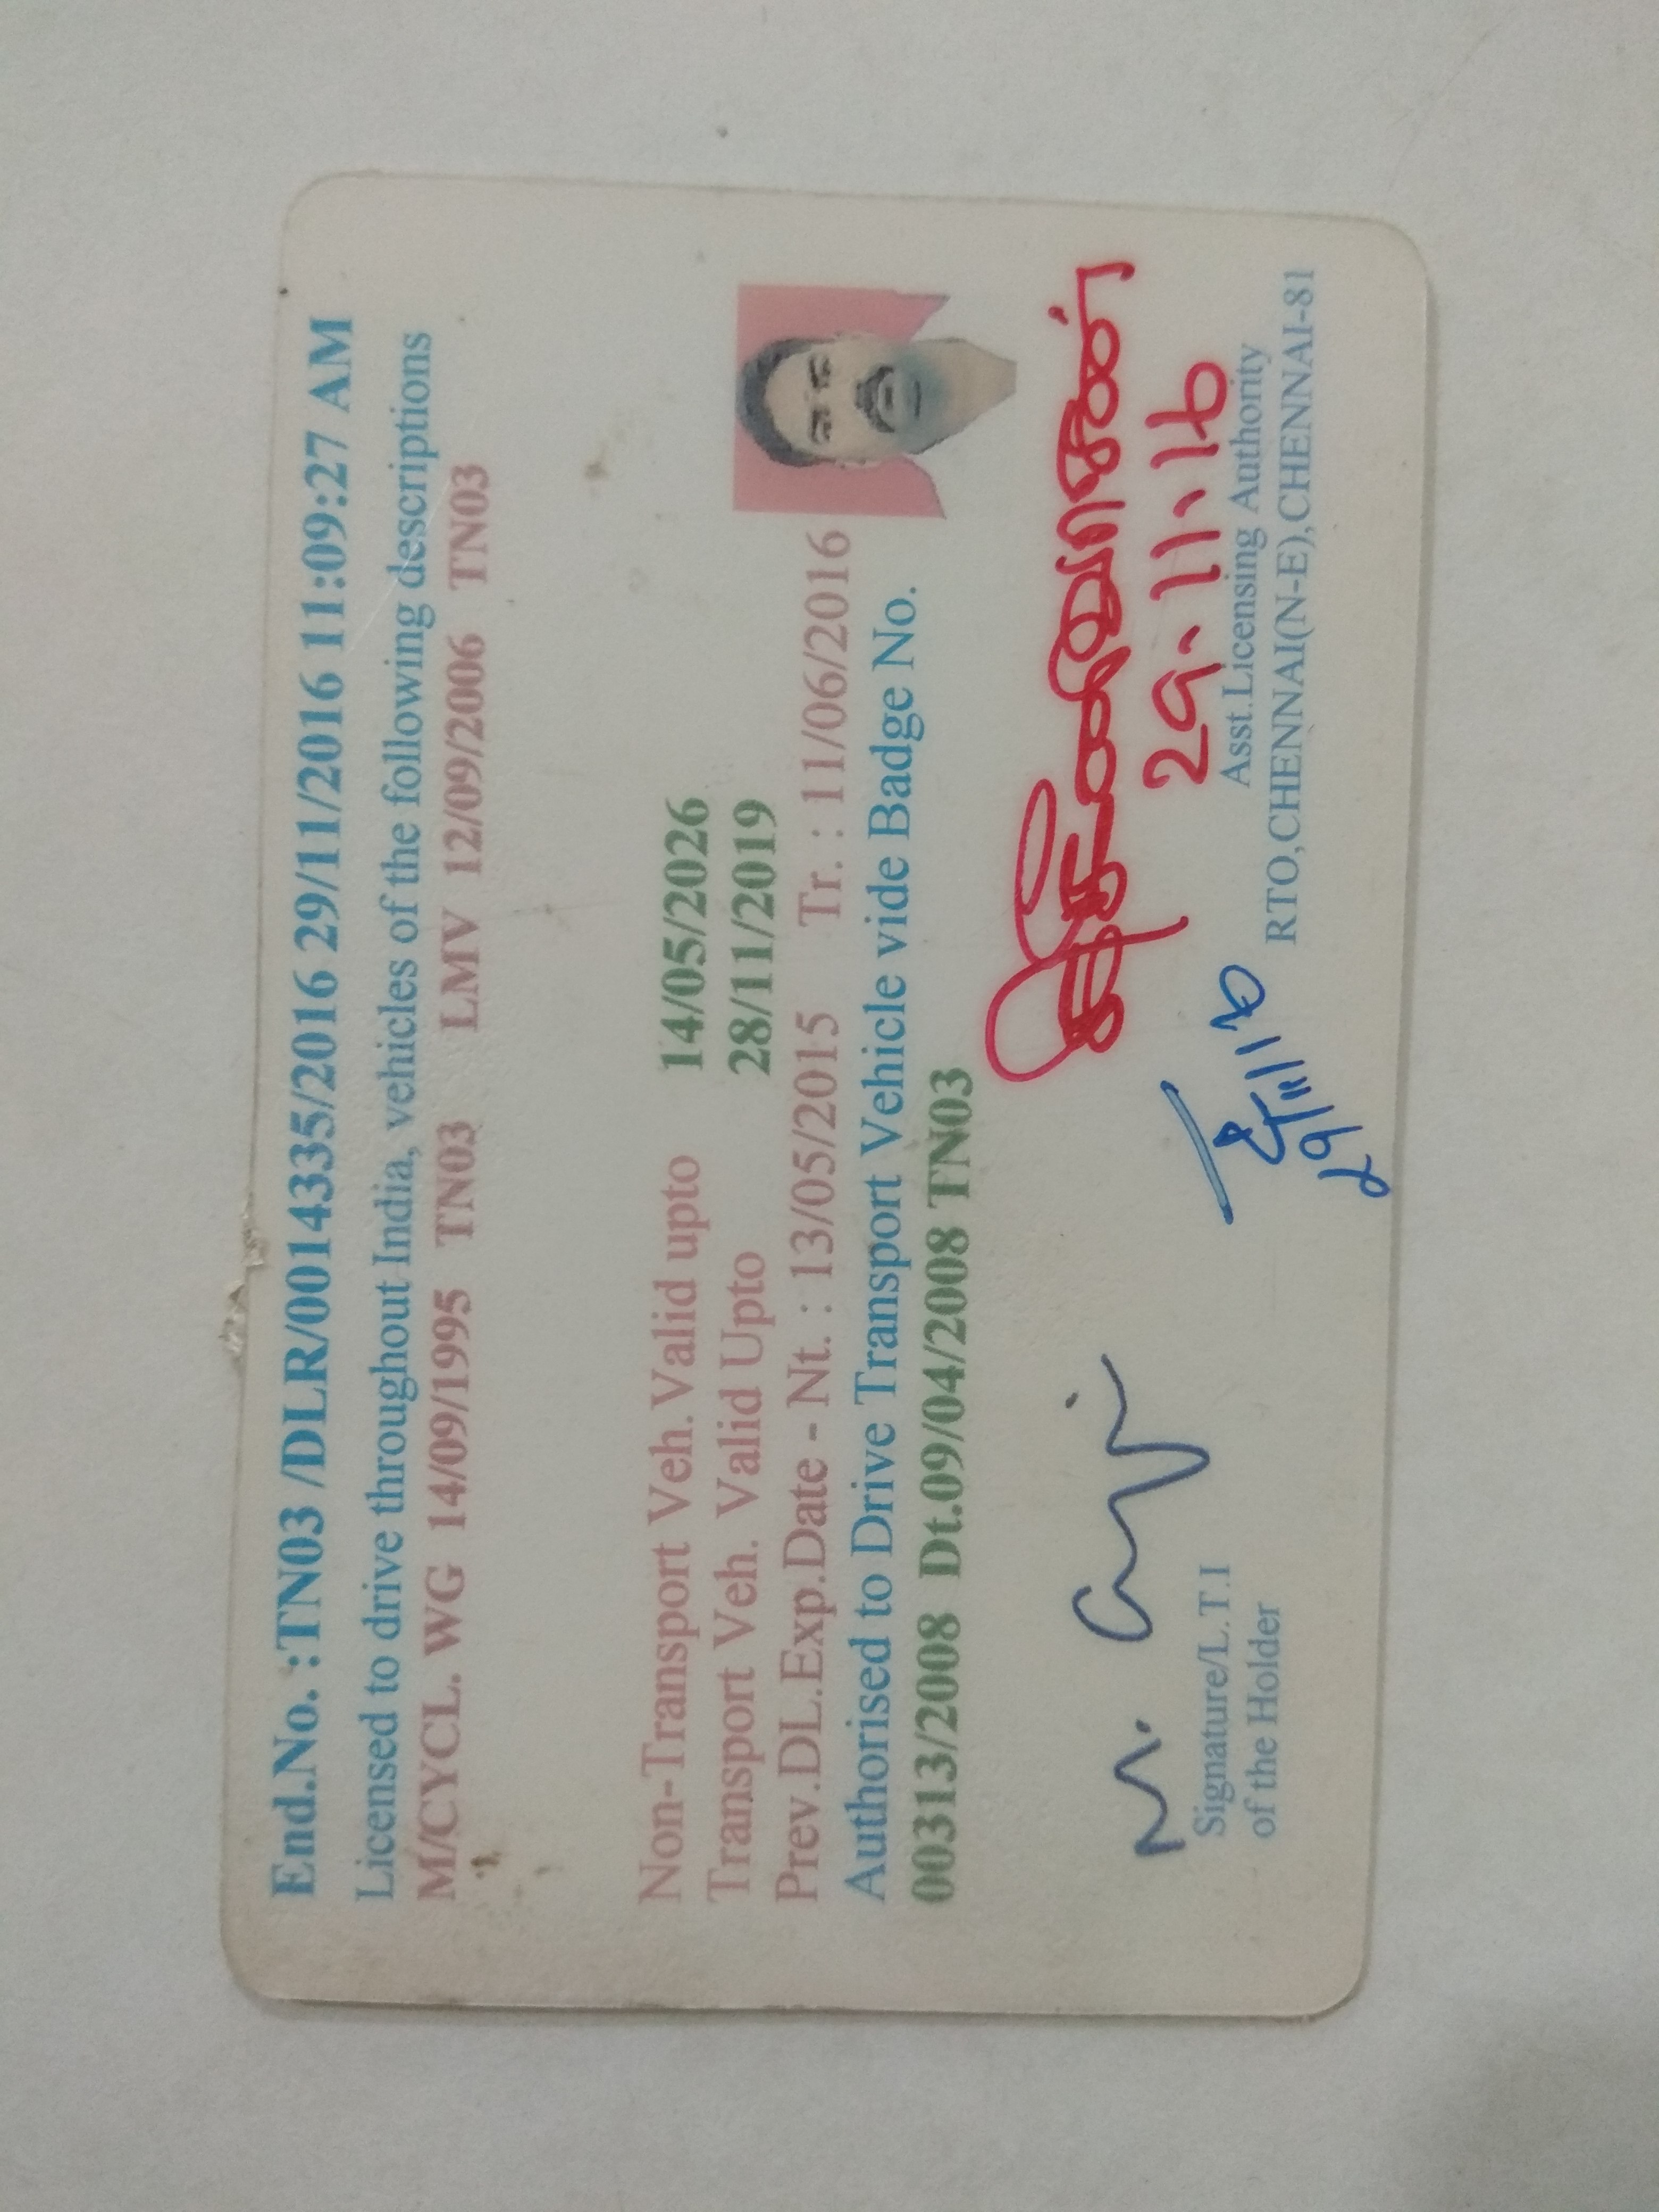 End.No. :TN03 /DLR/0014335/2016 29/11/2016 11:09:27 AM
Licensed to drive throughout India, vehicles of the following descriptions
M/CYCL. WG 14/09/1995 TN03 LMV 12/09/2006 TN03
Non-Transport Veh.Valid upto 14/05/2026
Transport Veh. Valid Upto 28/11/2019
Prev.DL.Exp.Date - Nt. : 13/05/2015 Tr. : 11/06/2016
Authorised to Drive Transport Vehicle vide Badge No.
00313/2008 Dt.09/04/2008 TN03
29.11.16
29/11/16
Signature/L.T.I
of the Holder
Asst.Licensing Authority
RTO,CHENNAI(N-E),CHENNAI-81